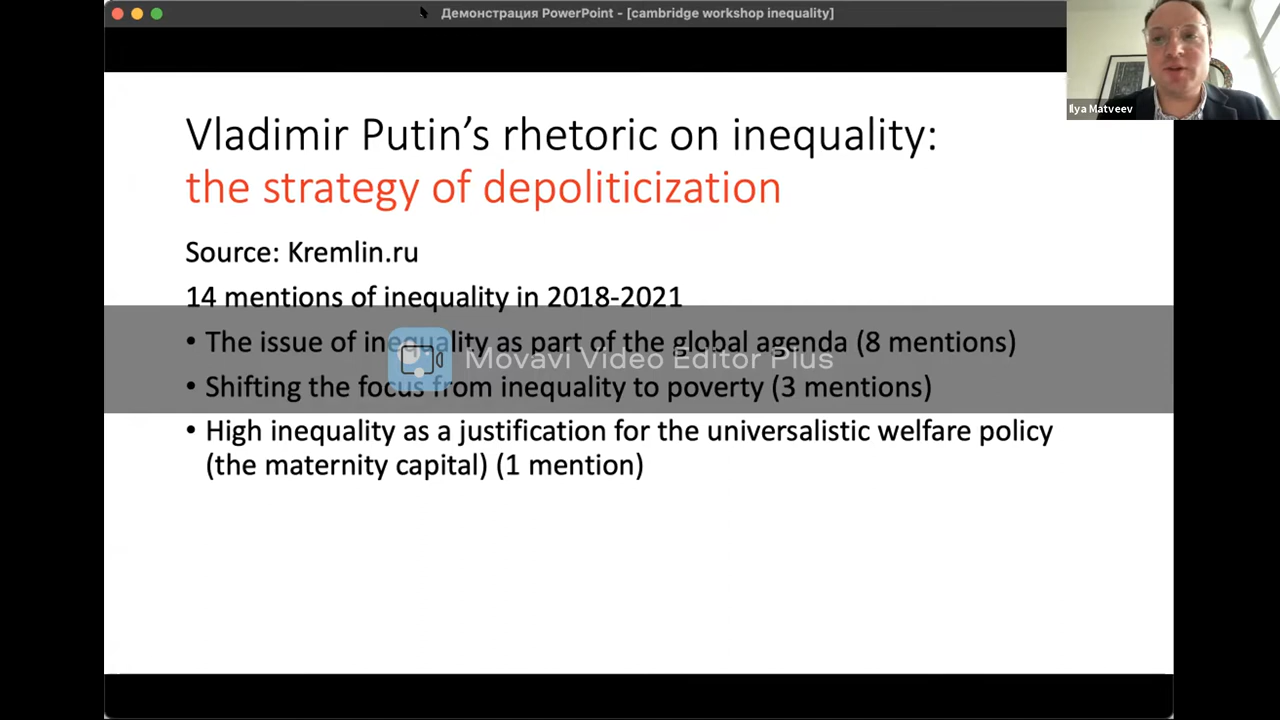 Демонстрация PowerPoint - [cambridge workshop inequality]
Ilya Matveev
Vladimir Putin’s rhetoric on inequality:
the strategy of depoliticization
Source: Kremlin.ru
14 mentions of inequality in 2018-2021
• The issue of inequality as part of the global agenda (8 mentions)
Movavi Video Editor Plus
• Shifting the focus from inequality to poverty (3 mentions)
• High inequality as a justification for the universalistic welfare policy
(the maternity capital) (1 mention)